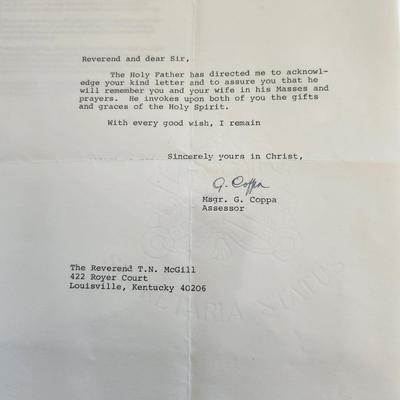 Reverend and dear Sir,
The Holy Father has directed me to acknowl-
edge your kind letter and to assure you that he
will remember you and your wife in his Masses and
prayers.  He invokes upon both of you the gifts
and graces of the Holy Spirit.
With every good wish, I remain
Sincerely yours in Christ,
G. Coppa
Msgr. G. Coppa
Assessor
The Reverend T.N. McGill
422 Royer Court
Louisville, Kentucky 40206